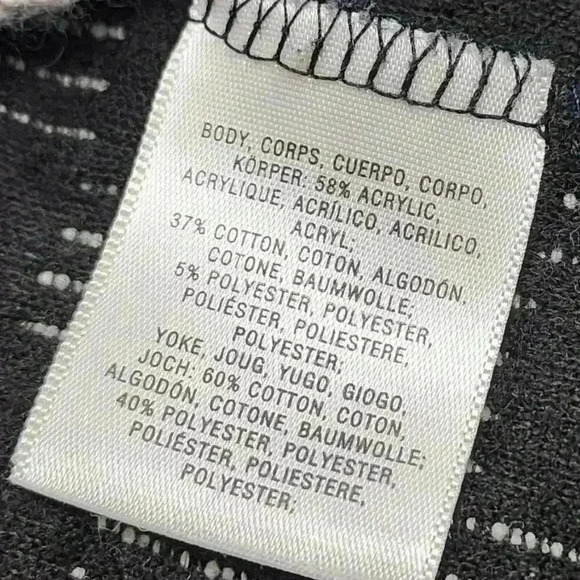 BODY, CORPS, CUERPO, CORPO,
KÖRPER: 58% ACRYLIC,
ACRYLIQUE, ACRÍLICO, ACRILICO,
ACRYL;
37% COTTON, COTON, ALGODÓN,
COTONE, BAUMWOLLE;
5% POLYESTER, POLYESTER,
POLIÉSTER, POLIESTERE,
POLYESTER;
YOKE, JOUG, YUGO, GIOGO,
JOCH: 60% COTTON, COTON,
ALGODÓN, COTONE, BAUMWOLLE;
40% POLYESTER, POLYESTER,
POLIÉSTER, POLIESTERE,
POLYESTER;